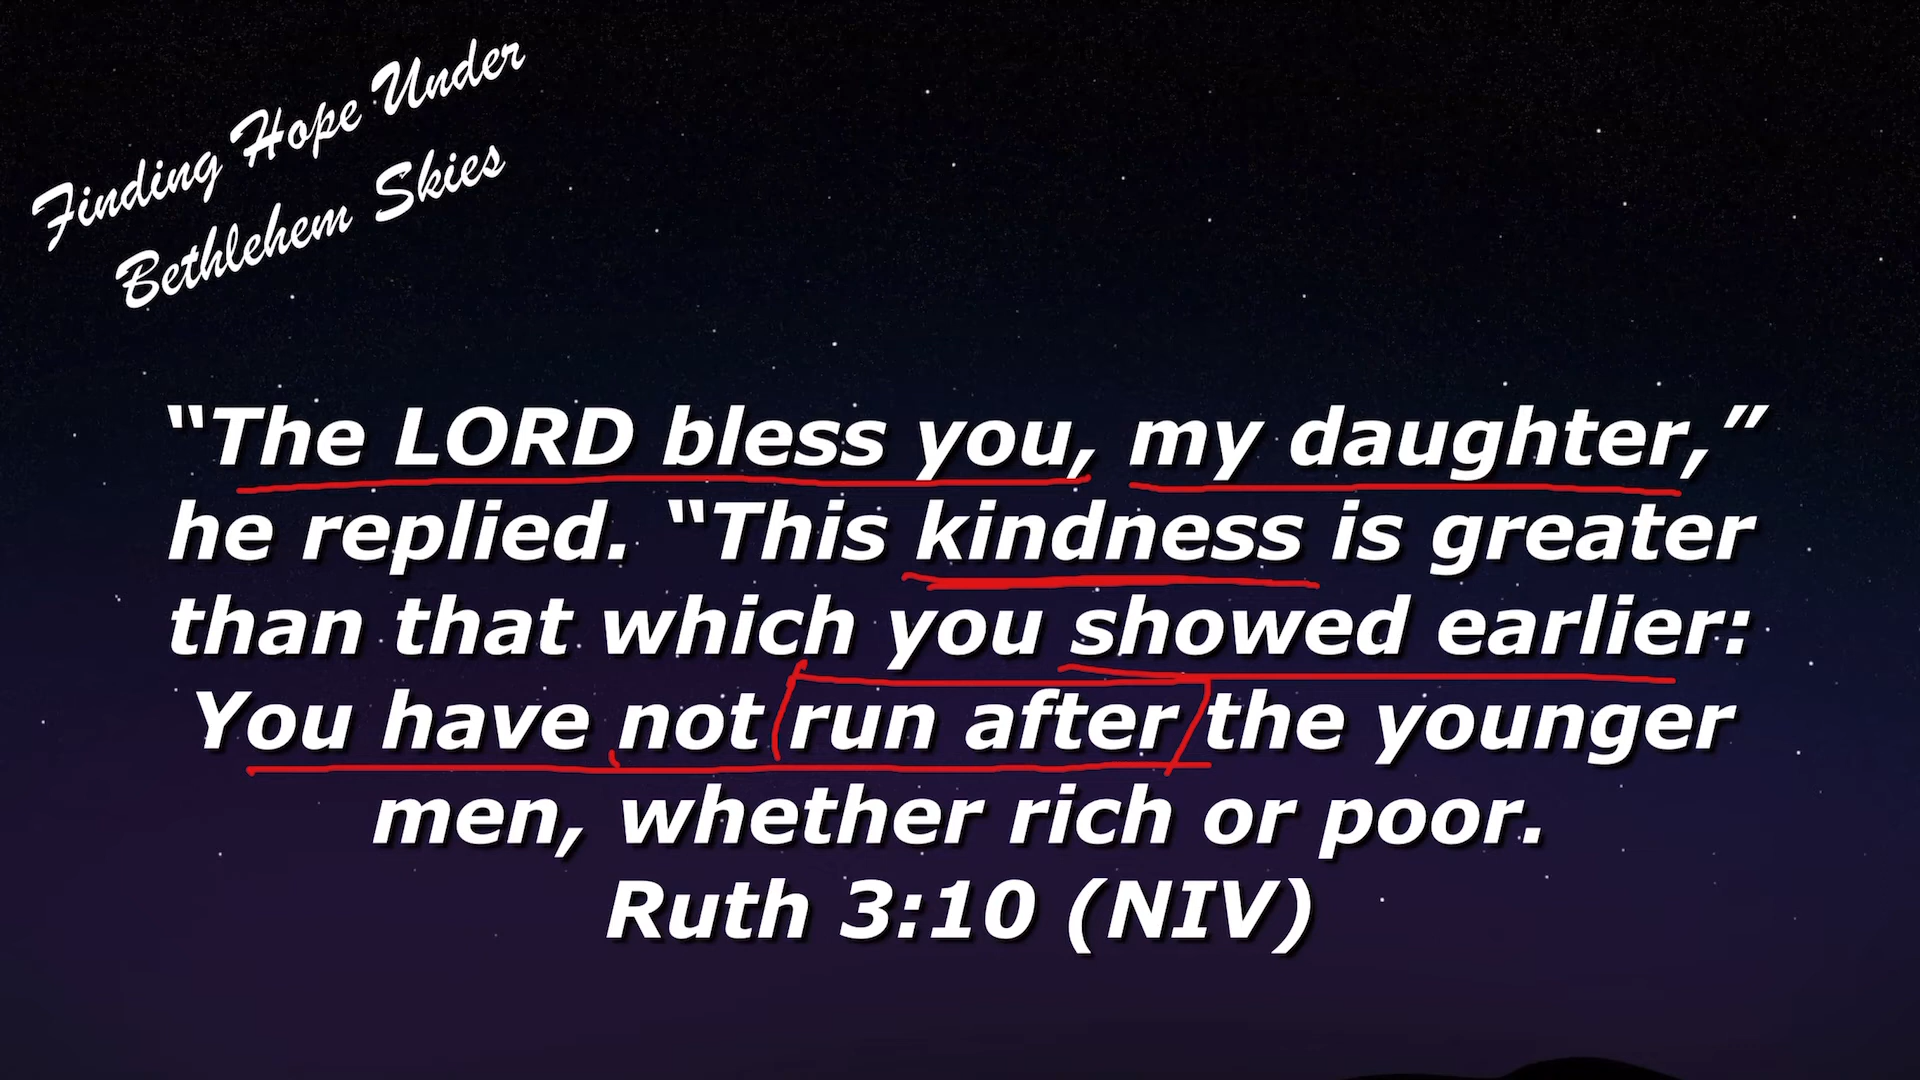 Finding Hope Under
Bethlehem Skies
“The LORD bless you, my daughter,”
he replied. “This kindness is greater
than that which you showed earlier:
You have not run after the younger
men, whether rich or poor.
Ruth 3:10 (NIV)